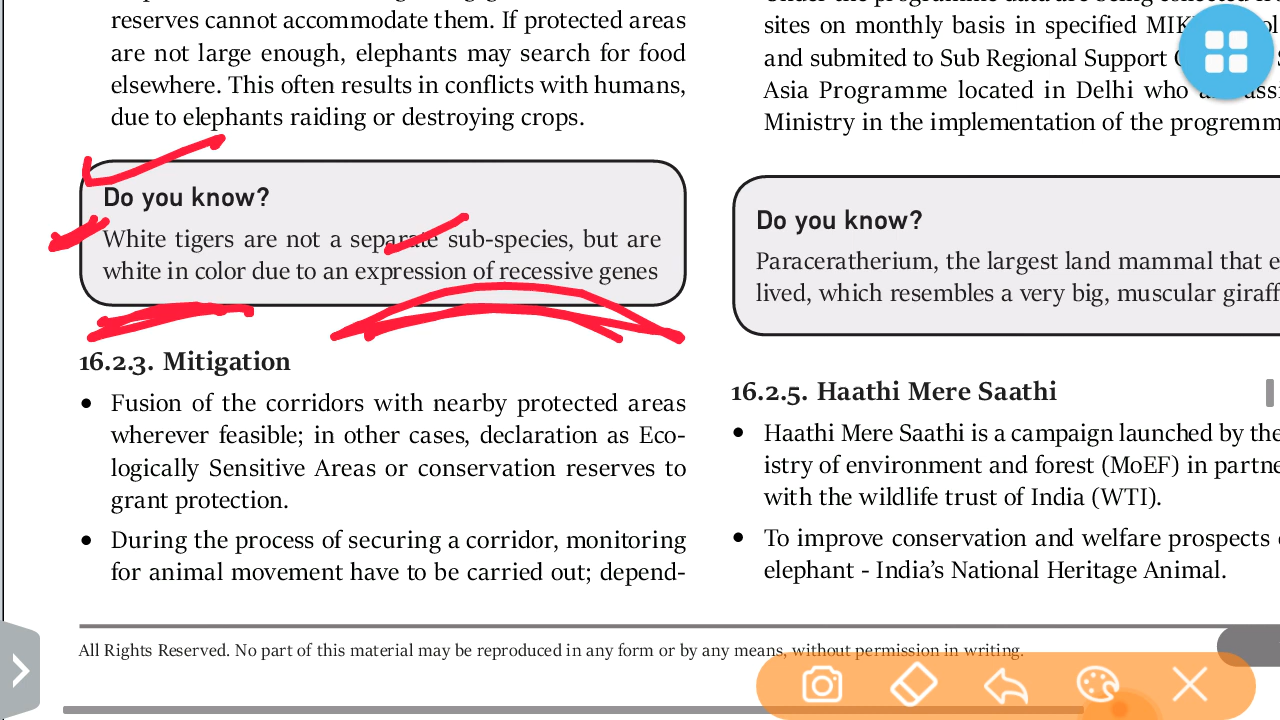 reserves cannot accommodate them. If protected areas
are not large enough, elephants may search for food
elsewhere. This often results in conflicts with humans,
due to elephants raiding or destroying crops.
Do you know?
White tigers are not a separate sub-species, but are
white in color due to an expression of recessive genes
16.2.3. Mitigation
• Fusion of the corridors with nearby protected areas
wherever feasible; in other cases, declaration as Eco-
logically Sensitive Areas or conservation reserves to
grant protection.
• During the process of securing a corridor, monitoring
for animal movement have to be carried out; depend-
sites on monthly basis in specified
and submited to Sub Regional Support
Asia Programme located in Delhi who
Ministry in the implementation of the
Do you know?
Paraceratherium, the largest land mammal that
lived, which resembles a very big, muscular
16.2.5. Haathi Mere Saathi
• Haathi Mere Saathi is a campaign launched by the
istry of environment and forest (MoEF) in
with the wildlife trust of India (WTI).
• To improve conservation and welfare prospects
elephant - India's National Heritage Animal.
All Rights Reserved. No part of this material may be reproduced in any form or by any means, without permission in writing.